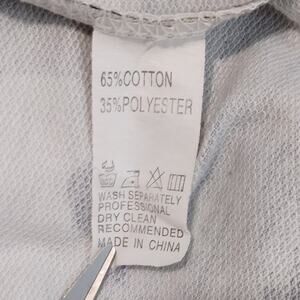 65%COTTON
35%POLYESTER
WASH SEPARATELY
PROFESSIONAL
DRY CLEAN
RECOMMENDED
MADE IN CHINA